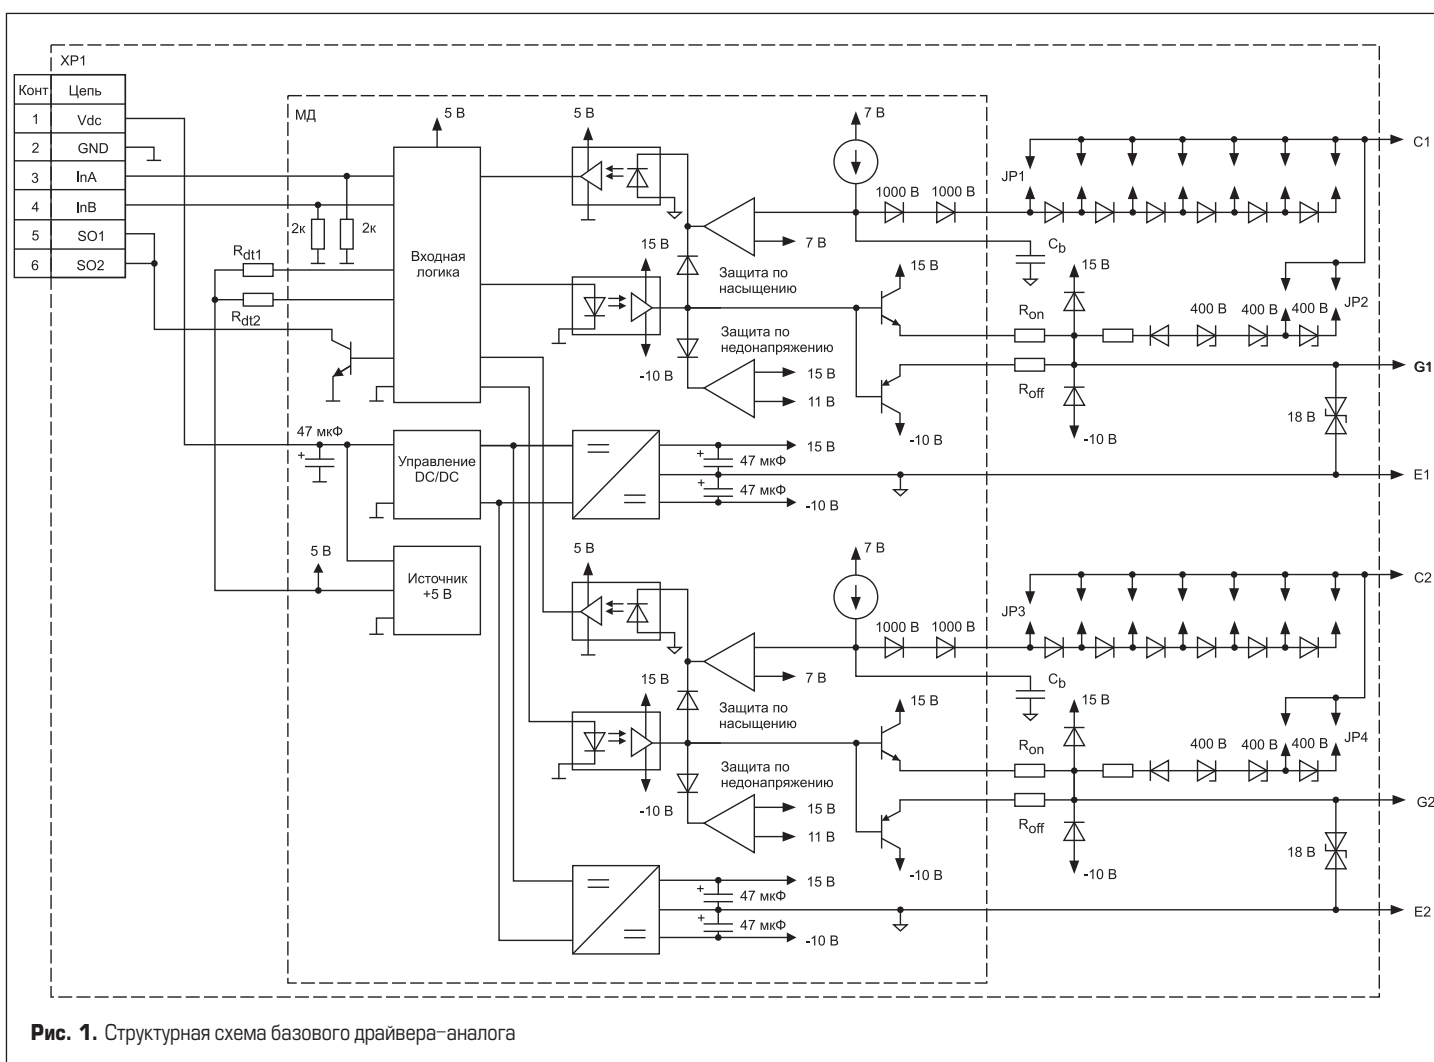 XP1
Конт Цепь
1 Vdc
2 GND
3 InA
4 InB
5 SO1
6 SO2
МД
5 В
2к
2к
Rdt1
Rdt2
Входная
логика
47 мкФ
+
Управление
DC/DC
5 В
Источник
+5 В
5 В
15 В
-10 В
Защита по
насыщению
Защита по
недонапряжению
7 В
7 В
15 В
11 В
1000 В
1000 В
Cb
15 В
-10 В
Ron
Roff
15 В
-10 В
JP1
400 В
400 В
400 В
JP2
18 В
C1
G1
E1
+
47 мкФ
+
47 мкФ
15 В
-10 В
5 В
15 В
-10 В
Защита по
насыщению
Защита по
недонапряжению
7 В
7 В
15 В
11 В
1000 В
1000 В
Cb
15 В
-10 В
Ron
Roff
15 В
-10 В
JP3
400 В
400 В
400 В
JP4
18 В
C2
G2
E2
+
47 мкФ
+
47 мкФ
15 В
-10 В
Рис. 1. Структурная схема базового драйвера–аналога